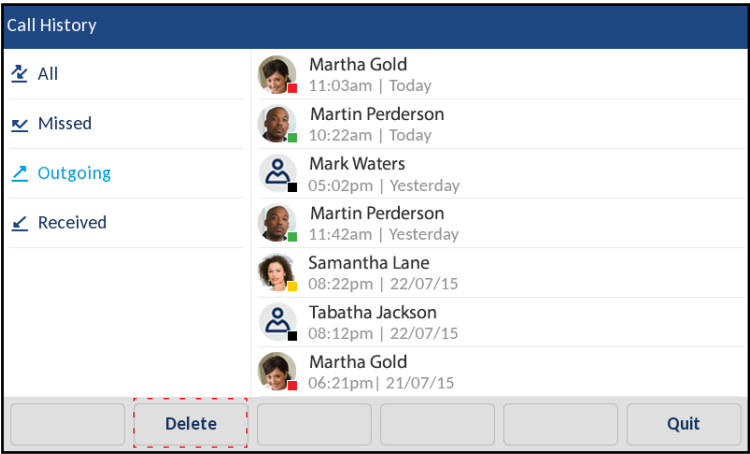 Call History
All
Missed
Outgoing
Received
Martha Gold
11:03am | Today
Martin Perderson
10:22am | Today
Mark Waters
05:02pm | Yesterday
Martin Perderson
11:42am | Yesterday
Samantha Lane
08:22pm | 22/07/15
Tabatha Jackson
08:12pm | 22/07/15
Martha Gold
06:21pm| 21/07/15
Delete
Quit